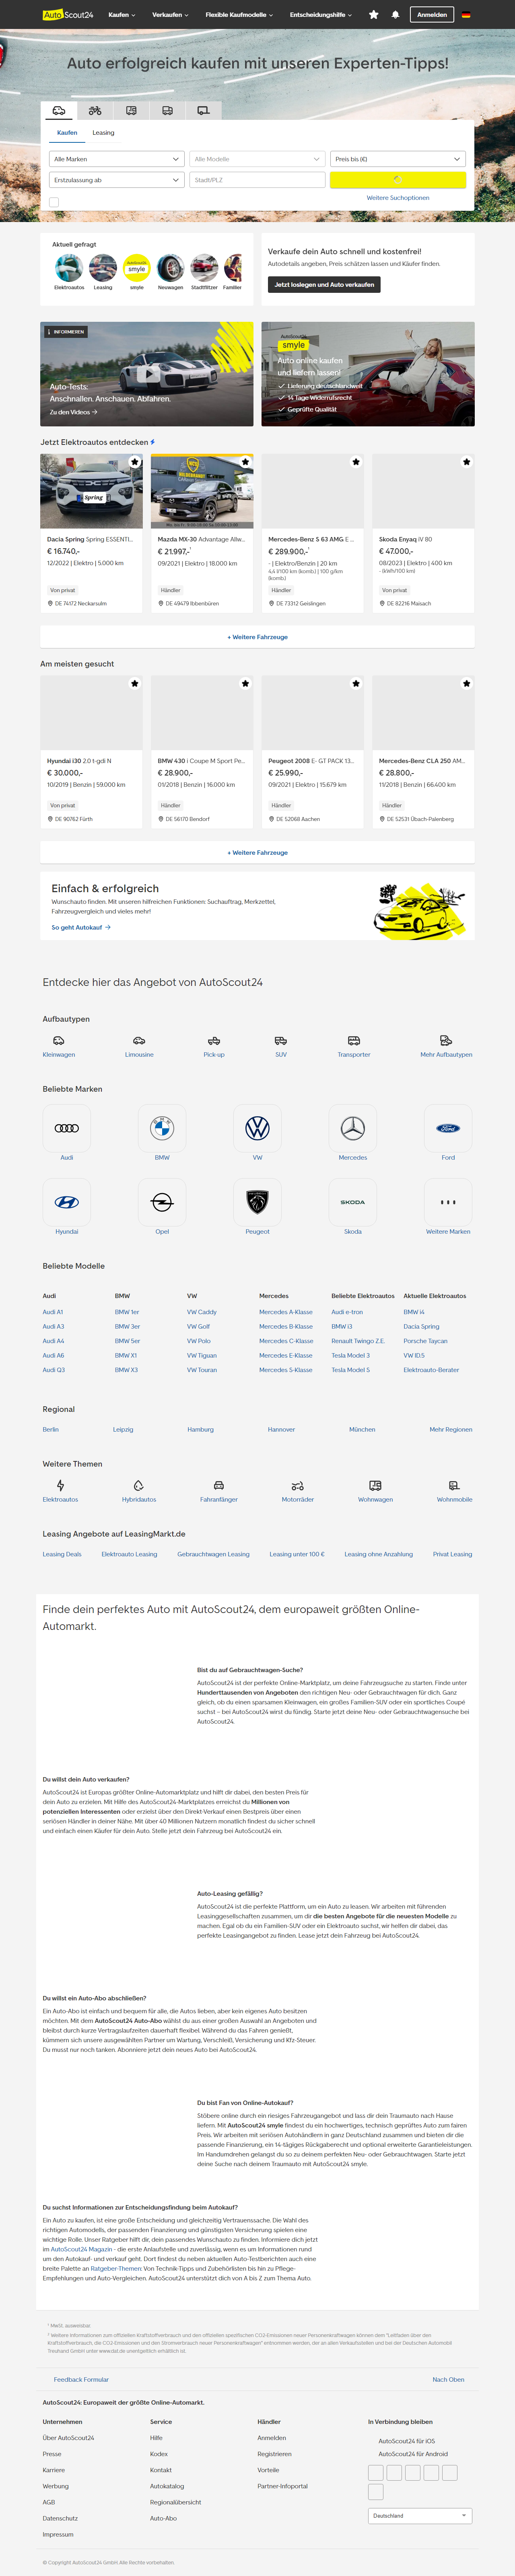 AutoScout24
Kaufen
Verkaufen
Flexible Kaufmodelle
Entscheidungshilfe
Anmelden
Auto erfolgreich kaufen mit unseren Experten-Tipps!
Kaufen
Leasing
Alle Marken
Alle Modelle
Preis bis (€)
Erstzulassung ab
Stadt/PLZ
Weitere Suchoptionen
Aktuell gefragt
Elektroautos
Leasing
smyle
smyle
Neuwagen
Stadtflitzer
Familien
Verkaufe dein Auto schnell und kostenfrei!
Autodetails angeben, Preis schätzen lassen und Käufer finden.
Jetzt loslegen und Auto verkaufen
INFORMIEREN
Auto-Tests:
Anschnallen. Anschauen. Abfahren.
Zu den Videos
AutoScout24
smyle
Auto online kaufen
und liefern lassen!
Lieferung deutschlandweit
14 Tage Widerrufsrecht
Geprüfte Qualität
Jetzt Elektroautos entdecken
Spring
Dacia Spring Spring ESSENTI...
€ 16.740,-
12/2022 | Elektro | 5.000 km
Von privat
DE 74172 Neckarsulm
Mazda MX-30 Advantage Allw...
€ 21.997,-¹
09/2021 | Elektro | 18.000 km
Händler
DE 49479 Ibbenbüren
Mercedes-Benz S 63 AMG E ...
€ 289.900,-¹
- | Elektro/Benzin | 20 km
4,4 l/100 km (komb.) | 100 g/km
(komb.)
Händler
DE 73312 Geislingen
Skoda Enyaq iV 80
€ 47.000,-
08/2023 | Elektro | 400 km
- (kWh/100 km)
Von privat
DE 82216 Maisach
+ Weitere Fahrzeuge
Am meisten gesucht
Hyundai i30 2.0 t-gdi N
€ 30.000,-
10/2019 | Benzin | 59.000 km
Von privat
DE 90762 Fürth
BMW 430 i Coupe M Sport Pe...
€ 28.900,-
01/2018 | Benzin | 16.000 km
Händler
DE 56170 Bendorf
Peugeot 2008 E- GT PACK 13...
€ 25.990,-
09/2021 | Elektro | 15.679 km
Händler
DE 52068 Aachen
Mercedes-Benz CLA 250 AM...
€ 28.800,-
11/2018 | Benzin | 66.400 km
Händler
DE 52531 Übach-Palenberg
+ Weitere Fahrzeuge
Einfach & erfolgreich
Wunschauto finden. Mit unseren hilfreichen Funktionen: Suchauftrag, Merkzettel,
Fahrzeugvergleich und vieles mehr!
So geht Autokauf
Entdecke hier das Angebot von AutoScout24
Aufbautypen
Kleinwagen
Limousine
Pick-up
SUV
Transporter
Mehr Aufbautypen
Beliebte Marken
Audi
BMW
VW
Mercedes
Ford
Hyundai
Opel
Peugeot
SKODA
Skoda
Weitere Marken
Beliebte Modelle
Audi
BMW
VW
Mercedes
Beliebte Elektroautos
Aktuelle Elektroautos
Audi A1
BMW 1er
VW Caddy
Mercedes A-Klasse
Audi e-tron
BMW i4
Audi A3
BMW 3er
VW Golf
Mercedes B-Klasse
BMW i3
Dacia Spring
Audi A4
BMW 5er
VW Polo
Mercedes C-Klasse
Renault Twingo Z.E.
Porsche Taycan
Audi A6
BMW X1
VW Tiguan
Mercedes E-Klasse
Tesla Model 3
VW ID.5
Audi Q3
BMW X3
VW Touran
Mercedes S-Klasse
Tesla Model S
Elektroauto-Berater
Regional
Berlin
Leipzig
Hamburg
Hannover
München
Mehr Regionen
Weitere Themen
Elektroautos
Hybridautos
Fahranfänger
Motorräder
Wohnwagen
Wohnmobile
Leasing Angebote auf LeasingMarkt.de
Leasing Deals
Elektroauto Leasing
Gebrauchtwagen Leasing
Leasing unter 100 €
Leasing ohne Anzahlung
Privat Leasing
Finde dein perfektes Auto mit AutoScout24, dem europaweit größten Online-
Automarkt.
Bist du auf Gebrauchtwagen-Suche?
AutoScout24 ist der perfekte Online-Marktplatz, um deine Fahrzeugsuche zu starten. Finde unter
Hunderttausenden von Angeboten den richtigen Neu- oder Gebrauchtwagen für dich. Ganz
gleich, ob du einen sparsamen Kleinwagen, ein großes Familien-SUV oder ein sportliches Coupé
suchst – bei AutoScout24 wirst du fündig. Starte jetzt deine Neu- oder Gebrauchtwagensuche bei
AutoScout24.
Du willst dein Auto verkaufen?
AutoScout24 ist Europas größter Online-Automarktplatz und hilft dir dabei, den besten Preis für
dein Auto zu erzielen. Mit Hilfe des AutoScout24-Marktplatzes erreichst du Millionen von
potenziellen Interessenten oder erzielst über den Direkt-Verkauf einen Bestpreis über einen
seriösen Händler in deiner Nähe. Mit über 40 Millionen Nutzern monatlich findest du sicher schnell
und einfach einen Käufer für dein Auto. Stelle jetzt dein Fahrzeug bei AutoScout24 ein.
Auto-Leasing gefällig?
AutoScout24 ist die perfekte Plattform, um ein Auto zu leasen. Wir arbeiten mit führenden
Leasinggesellschaften zusammen, um dir die besten Angebote für die neuesten Modelle zu
machen. Egal ob du ein Familien-SUV oder ein Elektroauto suchst, wir helfen dir dabei, das
perfekte Leasingangebot zu finden. Lease jetzt dein Fahrzeug bei AutoScout24.
Du willst ein Auto-Abo abschließen?
Ein Auto-Abo ist einfach und bequem für alle, die Autos lieben, aber kein eigenes Auto besitzen
möchten. Mit dem AutoScout24 Auto-Abo wählst du aus einer großen Auswahl an Angeboten und
bleibst durch kurze Vertragslaufzeiten dauerhaft flexibel. Während du das Fahren genießt,
kümmern sich unsere ausgewählten Partner um Wartung, Verschleiß, Versicherung und Kfz-Steuer.
Du musst nur noch tanken. Abonniere jetzt dein neues Auto bei AutoScout24.
Du bist Fan von Online-Autokauf?
Stöbere online durch ein riesiges Fahrzeugangebot und lass dir dein Traumauto nach Hause
liefern. Mit AutoScout24 smyle findest du ein hochwertiges, technisch geprüftes Auto zum fairen
Preis. Wir arbeiten mit seriösen Autohändlern in ganz Deutschland zusammen und bieten dir die
passende Finanzierung, ein 14-tägiges Rückgaberecht und optional erweiterte Garantieleistungen.
Im Handumdrehen gelangst du so zu deinem perfekten Neu- oder Gebrauchtwagen. Starte jetzt
deine Suche nach deinem Traumauto mit AutoScout24 smyle.
Du suchst Informationen zur Entscheidungsfindung beim Autokauf?
Ein Auto zu kaufen, ist eine große Entscheidung und gleichzeitig Vertrauenssache. Die Wahl des
richtigen Automodells, der passenden Finanzierung und günstigsten Versicherung spielen eine
wichtige Rolle. Unser Ratgeber hilft dir, dein passendes Wunschauto zu finden. Informiere dich jetzt
im AutoScout24 Magazin - die erste Anlaufstelle und zuverlässig, wenn es um Informationen rund
um den Autokauf- und verkauf geht. Dort findest du neben aktuellen Auto-Testberichten auch eine
breite Palette an Ratgeber-Themen: Von Technik-Tipps und Zubehörlisten bis hin zu Pflege-
Empfehlungen und Auto-Vergleichen. AutoScout24 unterstützt dich von A bis Z zum Thema Auto.
¹ MwSt. ausweisbar.
² Weitere Informationen zum offiziellen Kraftstoffverbrauch und den offiziellen spezifischen CO2-Emissionen neuer Personenkraftwagen können dem "Leitfaden über den
Kraftstoffverbrauch, die CO2-Emissionen und den Stromverbrauch neuer Personenkraftwagen" entnommen werden, der an allen Verkaufsstellen und bei der Deutschen Automobil
Treuhand GmbH unter www.dat.de unentgeltlich erhältlich ist.
Feedback Formular
Nach Oben
AutoScout24: Europaweit der größte Online-Automarkt.
Unternehmen
Service
Händler
In Verbindung bleiben
Über AutoScout24
Hilfe
Anmelden
AutoScout24 für iOS
Presse
Kodex
Registrieren
AutoScout24 für Android
Karriere
Kontakt
Vorteile
Werbung
Autokatalog
Partner-Infoportal
AGB
Regionalübersicht
Deutschland
Datenschutz
Auto-Abo
Impressum
© Copyright AutoScout24 GmbH. Alle Rechte vorbehalten.